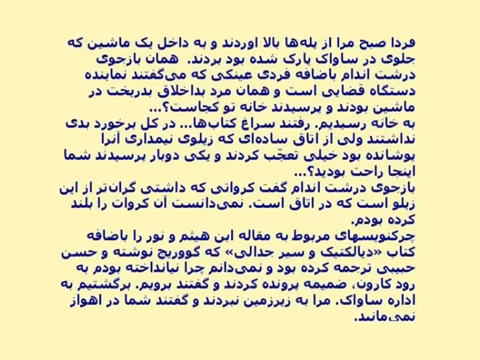 فردا صبح مرا از پله‌ها بالا آوردند و به داخل یک ماشین که
جلوی در ساواک پارک شده بود بردند. همان بازجوی
درشت اندام باضافه فردی عینکی که می‌گفتند نماینده
دستگاه قضایی است و همان مرد بداخلاق بدریخت در
ماشین بودند و پرسیدند خانه تو کجاست؟...
به خانه رسیدیم. رفتند سراغ کتاب‌ها... در کل برخورد بدی
نداشتند ولی از اتاق ساده‌ای که زیلوی نیمداری آنرا
پوشانده بود خیلی تعجّب کردند و یکی دوبار پرسیدند شما
اینجا راحت بودید؟...
بازجوی درشت اندام گفت کرواتی که داشتی گران‌تر از این
زیلو است که در اتاق است. نمی‌دانست آن کروات را بلند
کرده بودم.
چرکنویسهای مربوط به مقاله ابن هیثم و نور را باضافه
کتاب «دیالکتیک و سیر جدالی» که گووریچ نوشته و حسن
حبیبی ترجمه کرده بود و نمی‌دانم چرا نیانداخته بودم به
رود کارون، ضمیمه پرونده کردند و گفتند برویم. برگشتیم به
اداره ساواک. مرا به زیرزمین نبردند و گفتند شما در اهواز
نمی‌مانید.